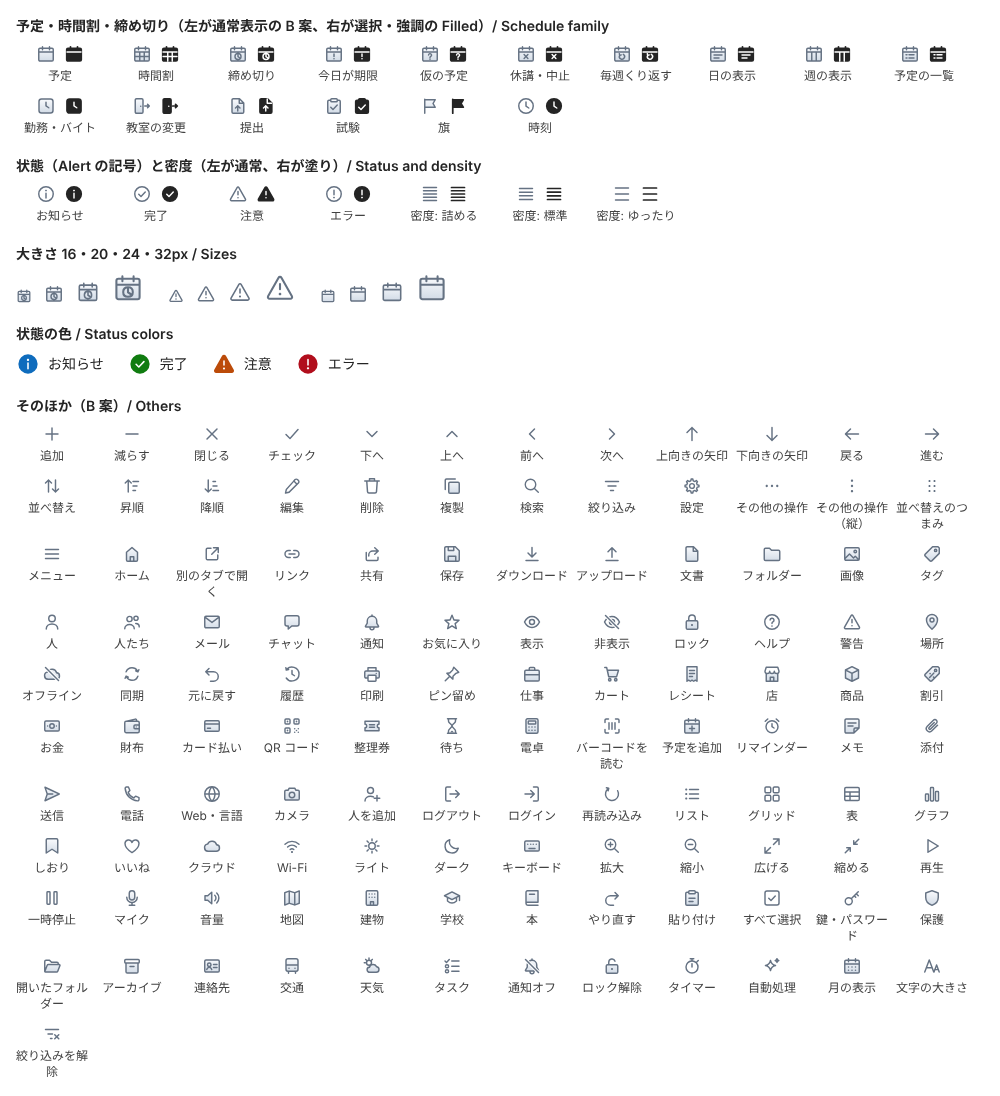 予定・時間割・締め切り（左が通常表示の B 案、右が選択・強調の Filled）/ Schedule family
予定 時間割 締め切り 今日が期限 仮の予定 休講・中止 毎週くり返す 日の表示 週の表示 予定の一覧
勤務・バイト 教室の変更 提出 試験 旗 時刻
状態（Alert の記号）と密度（左が通常、右が塗り）/ Status and density
お知らせ 完了 注意 エラー 密度: 詰める 密度: 標準 密度: ゆったり
大きさ 16・20・24・32px / Sizes
状態の色 / Status colors
お知らせ 完了 注意 エラー
そのほか（B 案）/ Others
追加 減らす 閉じる チェック 下へ 上へ 前へ 次へ 上向きの矢印 下向きの矢印 戻る 進む
並べ替え 昇順 降順 編集 削除 複製 検索 絞り込み 設定 その他の操作 その他の操作 並べ替えのつ
（縦） まみ
メニュー ホーム 別のタブで開 リンク 共有 保存 ダウンロード アップロード 文書 フォルダー 画像 タグ
く
人 人たち メール チャット 通知 お気に入り 表示 非表示 ロック ヘルプ 警告 場所
オフライン 同期 元に戻す 履歴 印刷 ピン留め 仕事 カート レシート 店 商品 割引
お金 財布 カード払い QR コード 整理券 待ち 電卓 バーコードを 予定を追加 リマインダー メモ 添付
読む
送信 電話 Web・言語 カメラ 人を追加 ログアウト ログイン 再読み込み リスト グリッド 表 グラフ
しおり いいね クラウド Wi-Fi ライト ダーク キーボード 拡大 縮小 広げる 縮める 再生
一時停止 マイク 音量 地図 建物 学校 本 やり直す 貼り付け すべて選択 鍵・パスワー 保護
ド
開いたフォル アーカイブ 連絡先 交通 天気 タスク 通知オフ ロック解除 タイマー 自動処理 月の表示 文字の大きさ
ダー
絞り込みを解
除